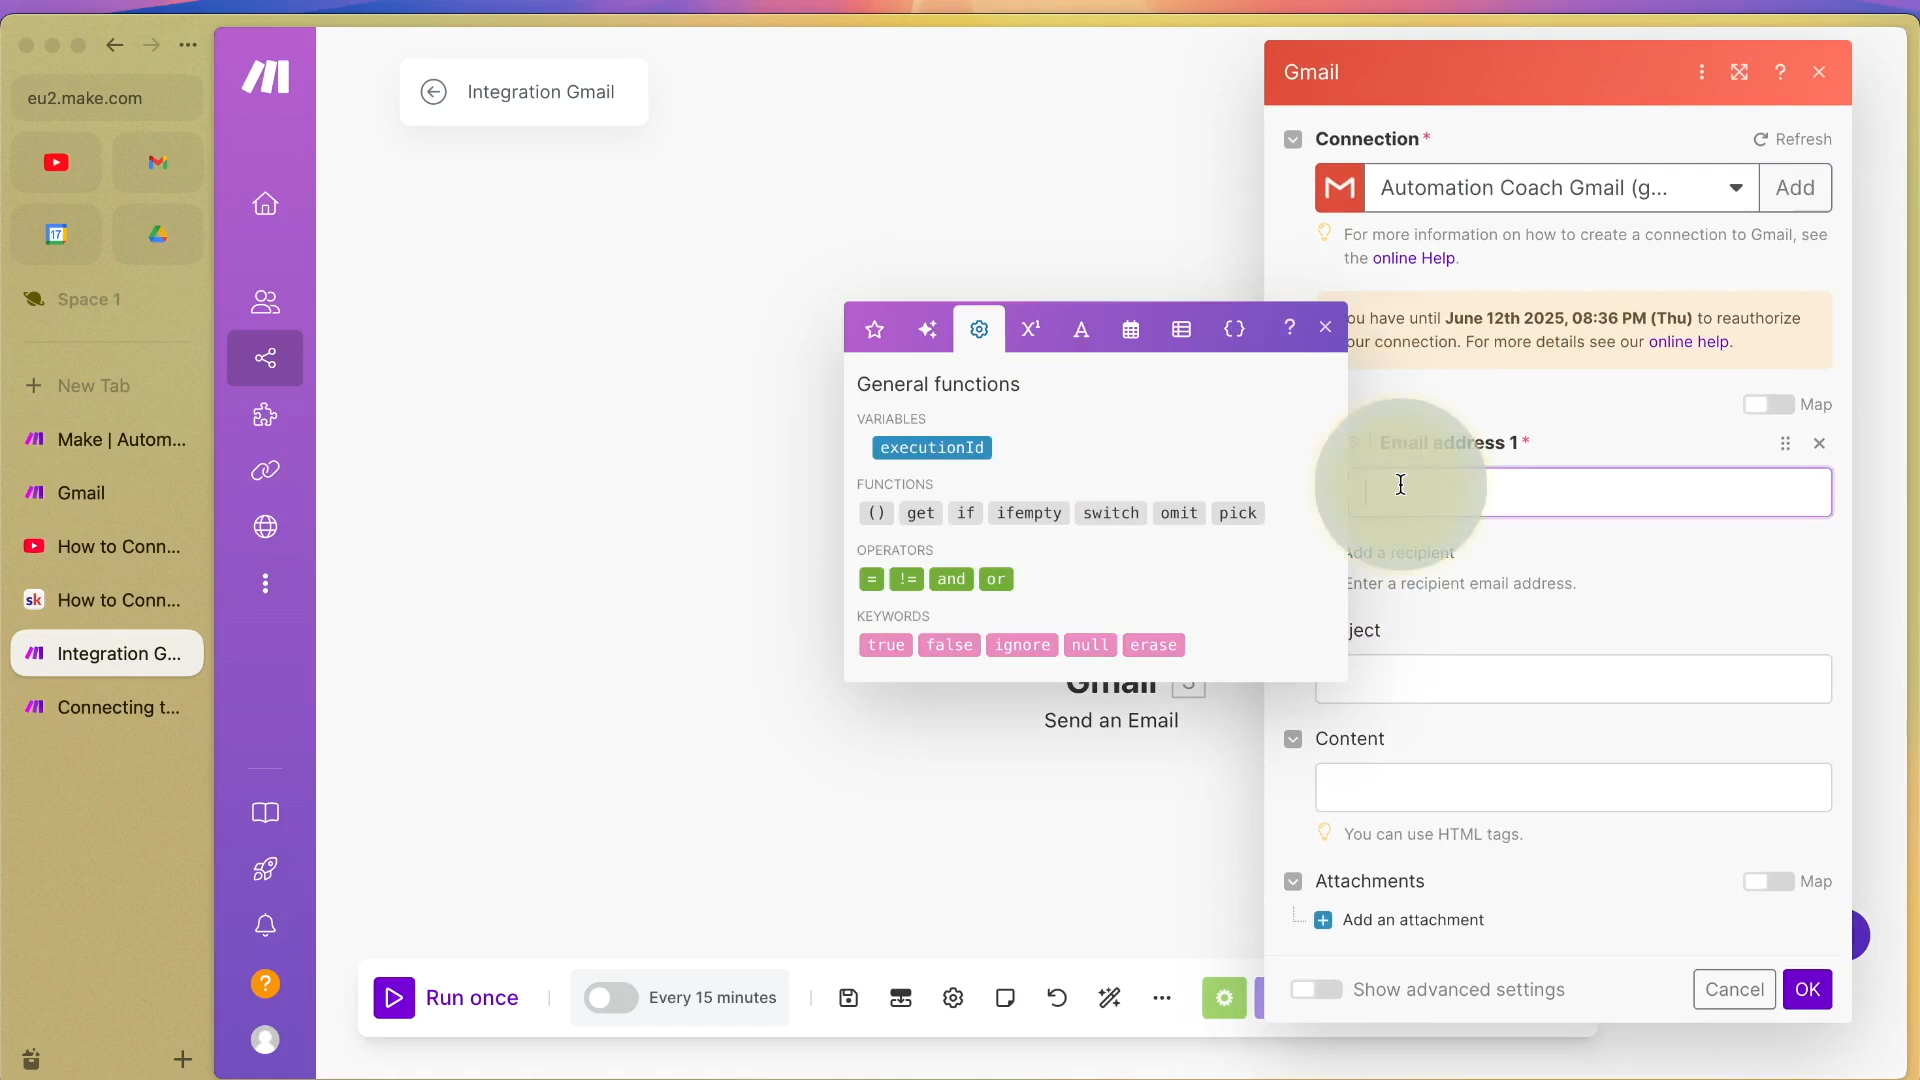 eu2.make.com
17
Space 1
New Tab
Make | Autom...
Gmail
How to Conn...
sk How to Conn...
Integration G...
Connecting t...
?
Integration Gmail
Gmail
?
Connection*
Refresh
Automation Coach Gmail (g...
Add
For more information on how to create a connection to Gmail, see
the online Help.
ou have until June 12th 2025, 08:36 PM (Thu) to reauthorize
our connection. For more details see our online help.
Map
Email address 1*
Add a recipient
Enter a recipient email address.
ject
Content
You can use HTML tags.
Attachments
Map
Add an attachment
Show advanced settings
Cancel
OK
X1 A { } ?
General functions
VARIABLES
executionId
FUNCTIONS
() get if ifempty switch omit pick
OPERATORS
= != and or
KEYWORDS
true false ignore null erase
Gmail
Send an Email
Run once
Every 15 minutes